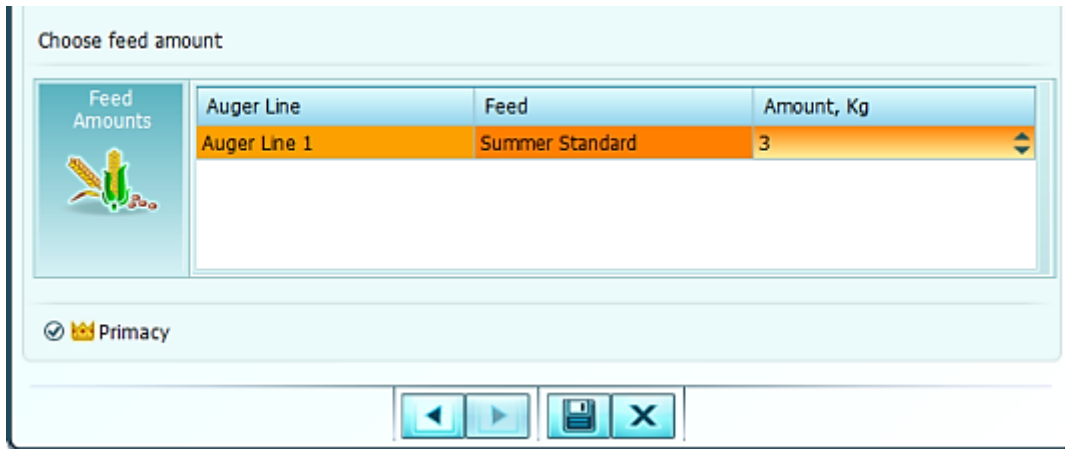 Choose feed amount
Feed
Amounts
Auger Line Feed Amount, Kg
Auger Line 1 Summer Standard 3
Primacy